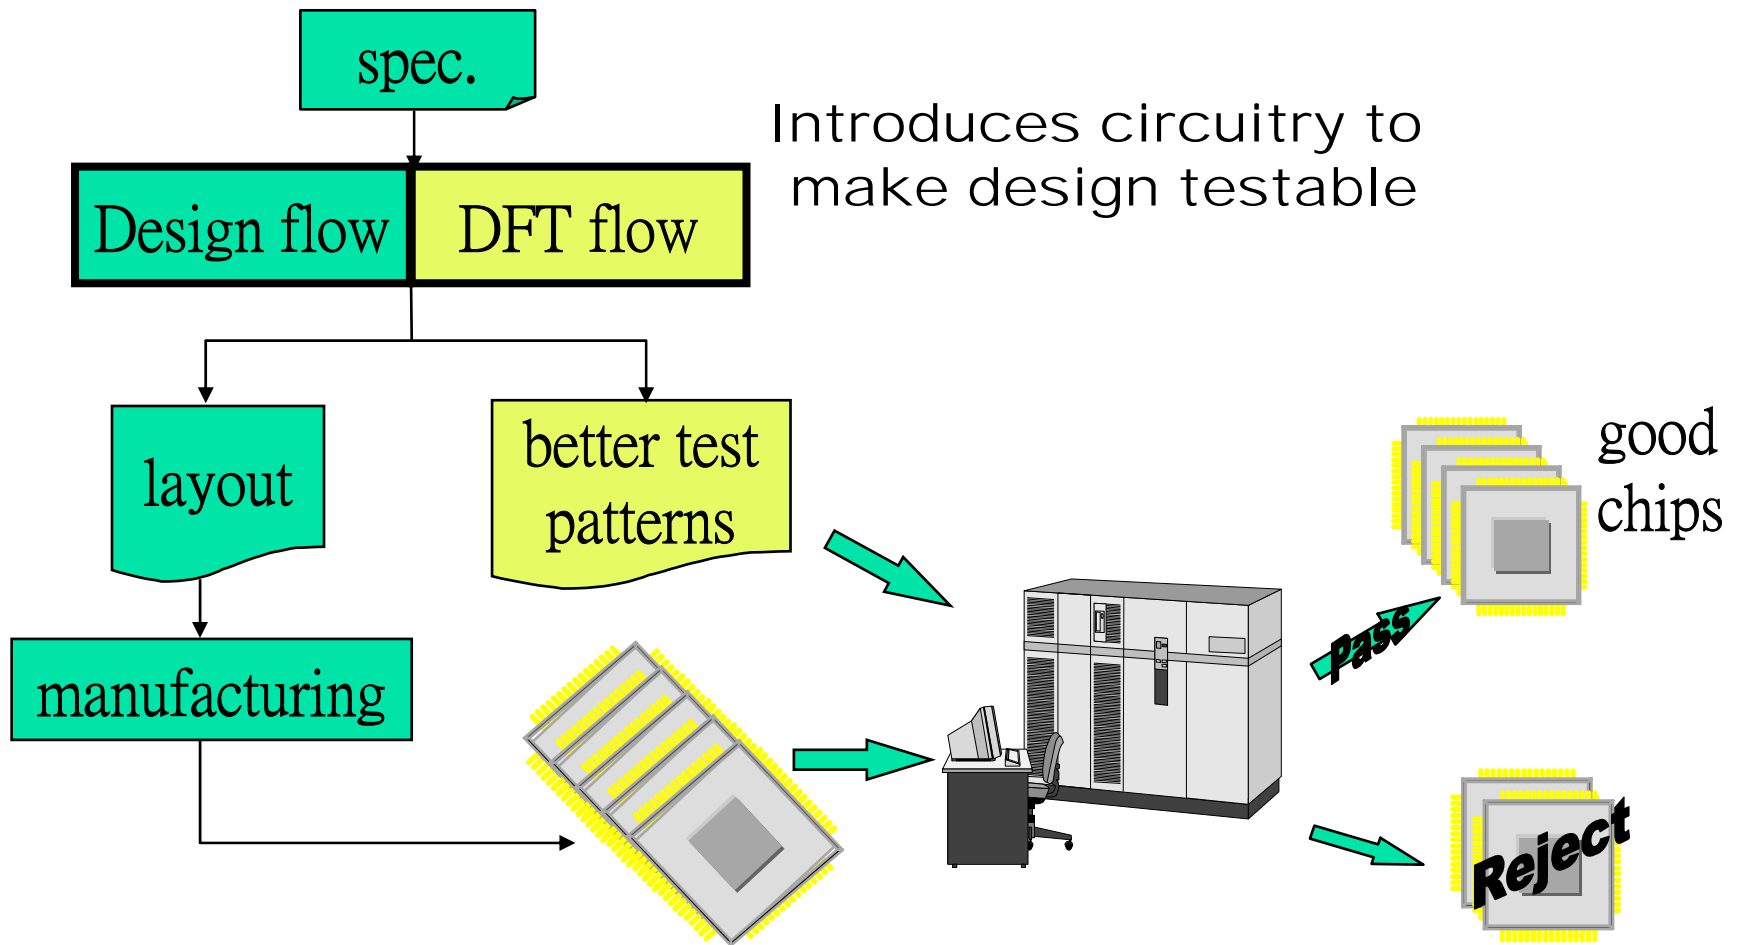 spec.
Introduces circuitry to
make design testable
Design flow
DFT flow
layout
better test
patterns
good
chips
Pass
manufacturing
Reject